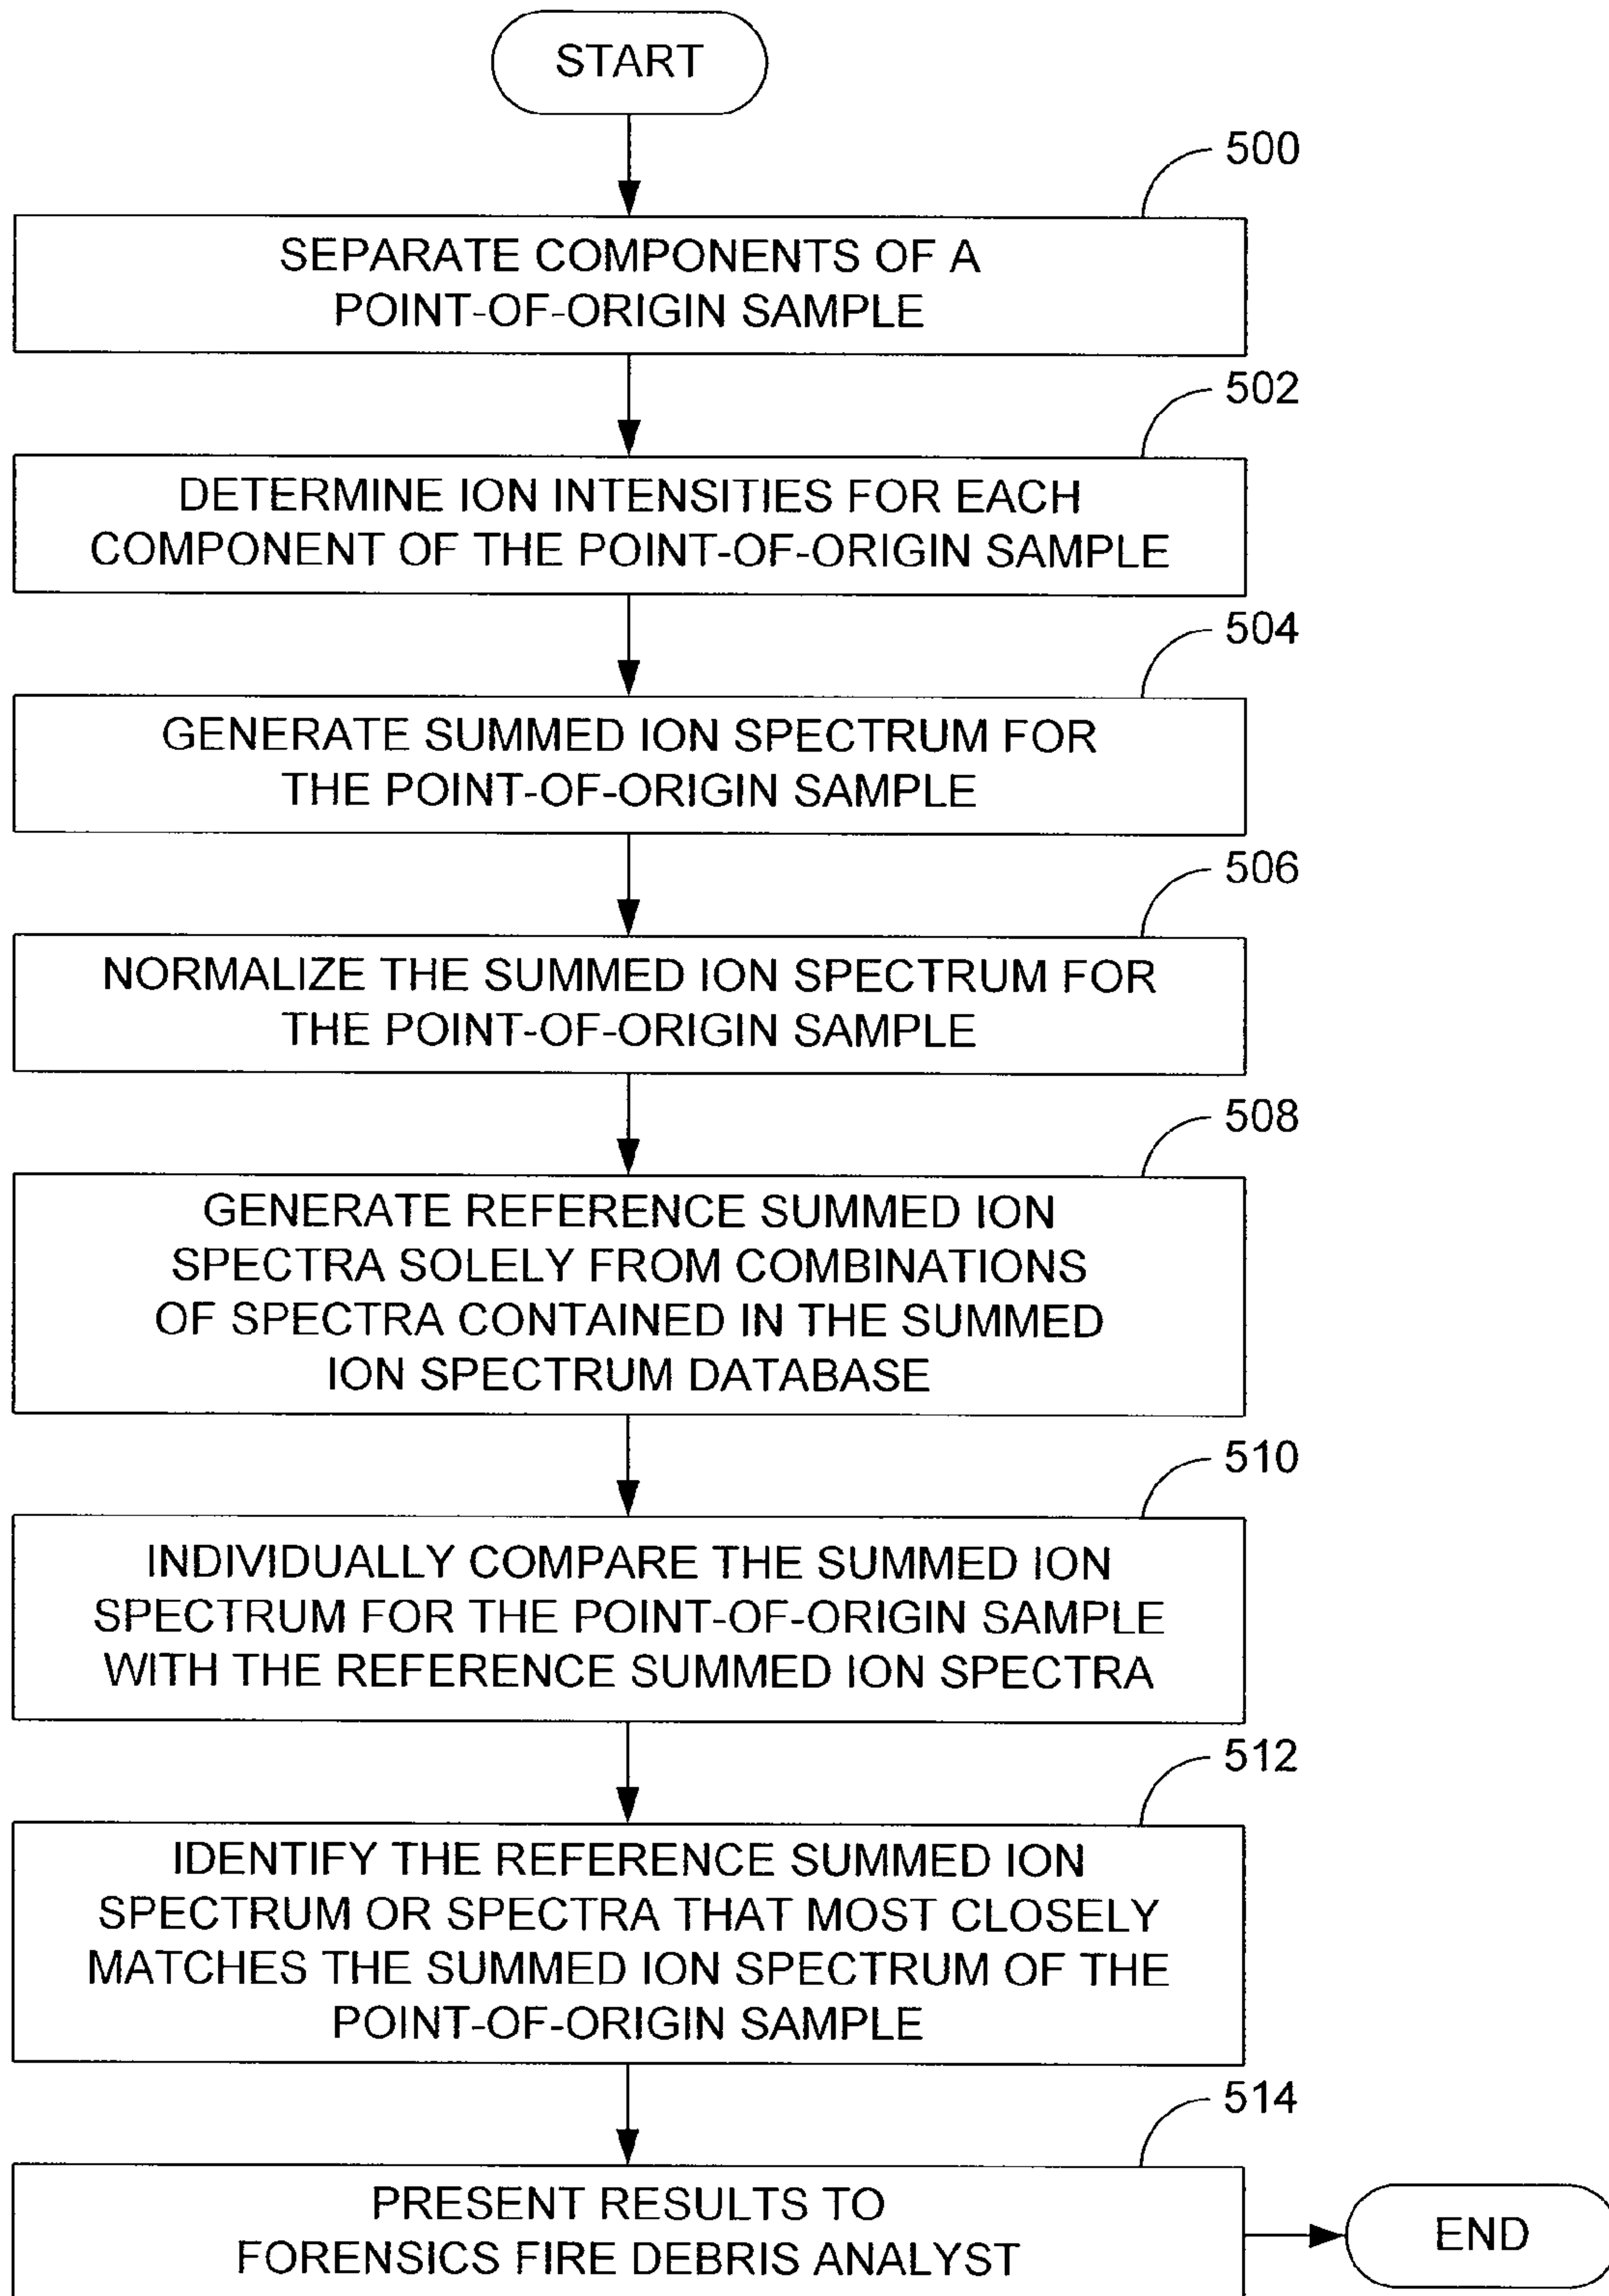 START
500
SEPARATE COMPONENTS OF A
POINT-OF-ORIGIN SAMPLE
502
DETERMINE ION INTENSITIES FOR EACH
COMPONENT OF THE POINT-OF-ORIGIN SAMPLE
504
GENERATE SUMMED ION SPECTRUM FOR
THE POINT-OF-ORIGIN SAMPLE
506
NORMALIZE THE SUMMED ION SPECTRUM FOR
THE POINT-OF-ORIGIN SAMPLE
508
GENERATE REFERENCE SUMMED ION
SPECTRA SOLELY FROM COMBINATIONS
OF SPECTRA CONTAINED IN THE SUMMED
ION SPECTRUM DATABASE
510
INDIVIDUALLY COMPARE THE SUMMED ION
SPECTRUM FOR THE POINT-OF-ORIGIN SAMPLE
WITH THE REFERENCE SUMMED ION SPECTRA
512
IDENTIFY THE REFERENCE SUMMED ION
SPECTRUM OR SPECTRA THAT MOST CLOSELY
MATCHES THE SUMMED ION SPECTRUM OF THE
POINT-OF-ORIGIN SAMPLE
514
PRESENT RESULTS TO
FORENSICS FIRE DEBRIS ANALYST
END